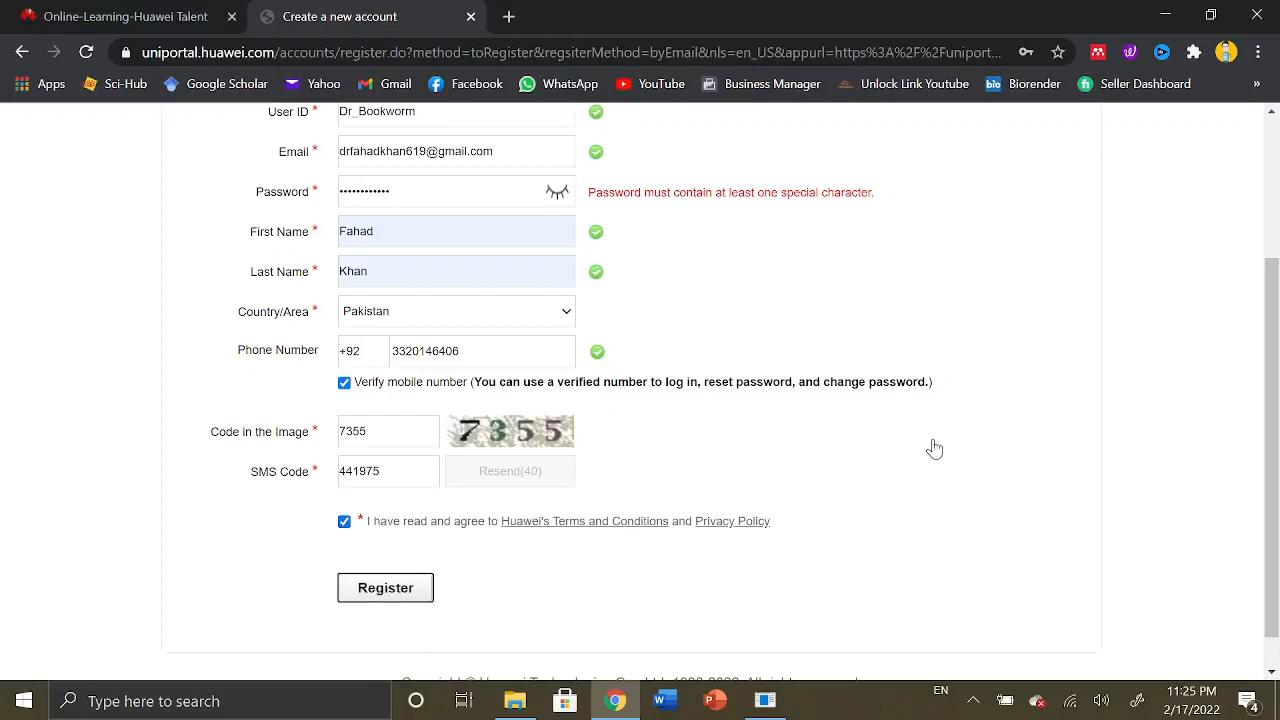 Online-Learning-Huawei Talent
Create a new account
uniportal.huawei.com/accounts/register.do?method=toRegister&regsiterMethod=byEmail&nls=en_US&appurl=https%3A%2F%2Funiport...
Apps Sci-Hub Google Scholar Yahoo Gmail Facebook WhatsApp YouTube Business Manager Unlock Link Youtube bio Biorender Seller Dashboard »
User ID * Dr_Bookworm
Email * drfahadkhan619@gmail.com
Password * •••••••••••• Password must contain at least one special character.
First Name * Fahad
Last Name * Khan
Country/Area * Pakistan
Phone Number +92 3320146406
Verify mobile number (You can use a verified number to log in, reset password, and change password.)
Code in the Image * 7355 7355
SMS Code * 441975 Resend(40)
* I have read and agree to Huawei's Terms and Conditions and Privacy Policy
Register
Type here to search
EN
11:25 PM
2/17/2022
4